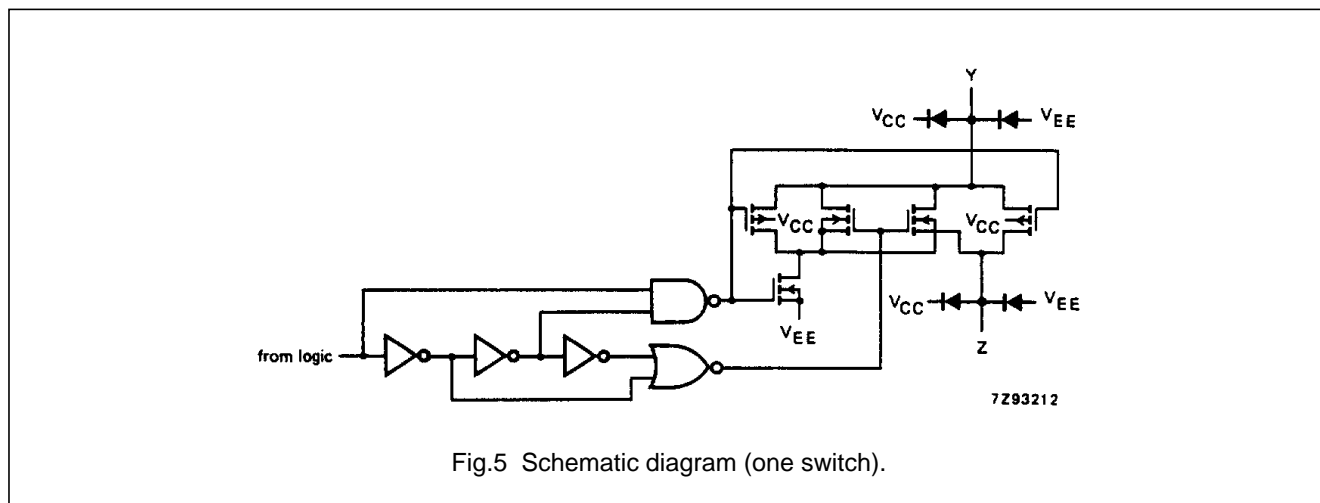 Y
VCC VEE
VCC VCC
VEE
VCC VEE
from logic
Z
7Z93212
Fig.5 Schematic diagram (one switch).